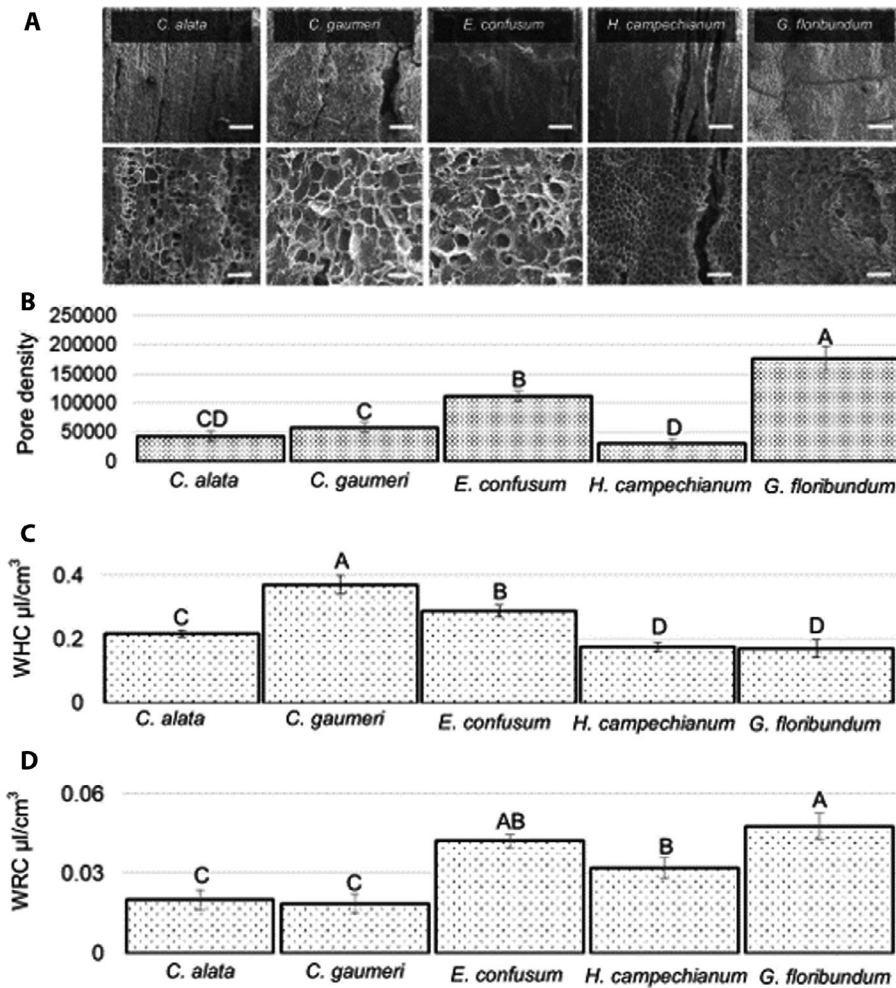 A
C. alata C. gaumeri E. confusum H. campechianum G. floribundum
B
Pore density
250000
200000
150000
100000
50000
0
CD C B D A
C. alata C. gaumeri E. confusum H. campechianum G. floribundum
C
WHC µl/cm³
0.4
0.2
0
C A B D D
C. alata C. gaumeri E. confusum H. campechianum G. floribundum
D
WRC µl/cm³
0.06
0.03
0
C C AB B A
C. alata C. gaumeri E. confusum H. campechianum G. floribundum